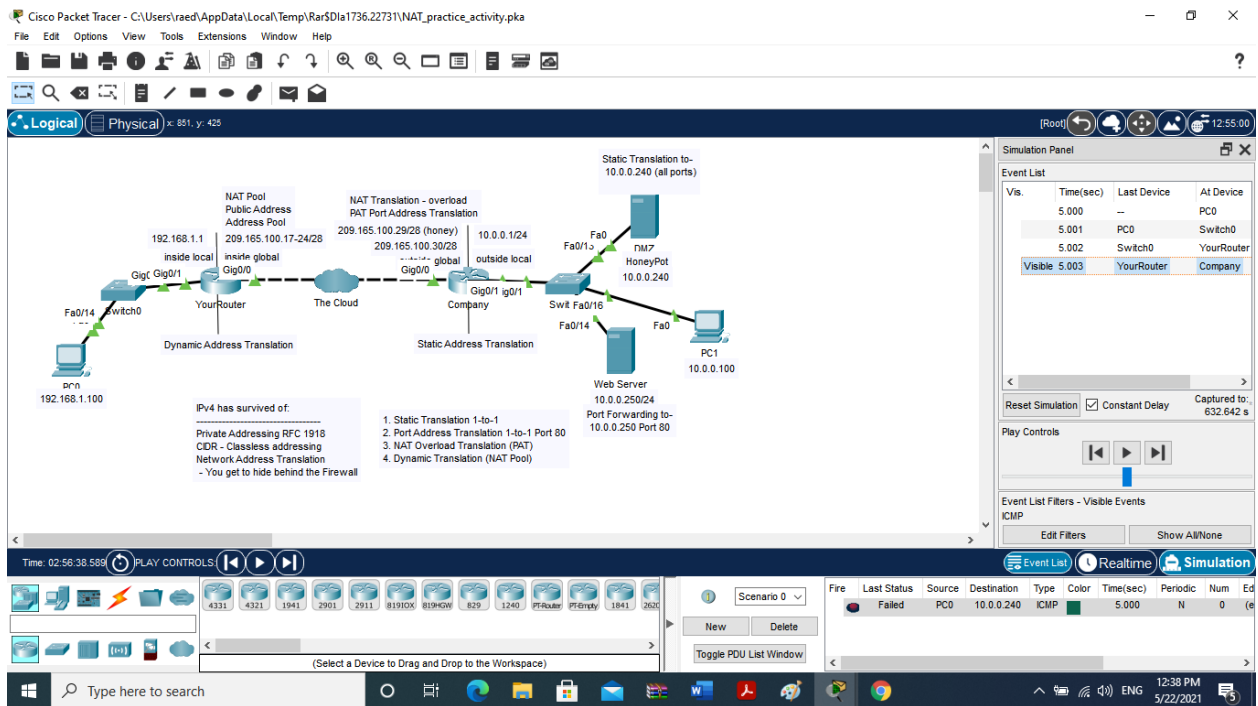 Cisco Packet Tracer - C:\Users\raed\AppData\Local\Temp\Rar$DIa1736.22731\NAT_practice_activity.pka
File Edit Options View Tools Extensions Window Help
?
Logical Physical x: 851, y: 425
[Root] 12:55:00
Static Translation to-
10.0.0.240 (all ports)
NAT Pool
Public Address
Address Pool
209.165.100.17-24/28
inside global
NAT Translation - overload
PAT Port Address Translation
209.165.100.29/28 (honey)
209.165.100.30/28
global
192.168.1.1
inside local
10.0.0.1/24
outside local
Fa0
Fa0/13
DMZ
HoneyPot
10.0.0.240
Gig0/1
Gig0/0
YourRouter
The Cloud
Gig0/0
Company
Gig0/1 ig0/1
Swit Fa0/16
Fa0/14
Switch0
Fa0/14
Fa0
PC1
10.0.0.100
Dynamic Address Translation
Static Address Translation
PC0
192.168.1.100
Web Server
10.0.0.250/24
Port Forwarding to-
10.0.0.250 Port 80
IPv4 has survived of:
----------------------------------
Private Addressing RFC 1918
CIDR - Classless addressing
Network Address Translation
- You get to hide behind the Firewall
1. Static Translation 1-to-1
2. Port Address Translation 1-to-1 Port 80
3. NAT Overload Translation (PAT)
4. Dynamic Translation (NAT Pool)
Simulation Panel
Event List
Vis. Time(sec) Last Device At Device
5.000 -- PC0
5.001 PC0 Switch0
5.002 Switch0 YourRouter
Visible 5.003 YourRouter Company
Reset Simulation Constant Delay Captured to:
632.642 s
Play Controls
Event List Filters - Visible Events
ICMP
Edit Filters Show All/None
Time: 02:56:38.589 PLAY CONTROLS:
Event List Realtime Simulation
4331 4321 1941 2901 2911 819IOX 819HGW 829 1240 PT-Router PT-Empty 1841 2620
(Select a Device to Drag and Drop to the Workspace)
Scenario 0
New Delete
Toggle PDU List Window
Fire Last Status Source Destination Type Color Time(sec) Periodic Num Ed
Failed PC0 10.0.0.240 ICMP 5.000 N 0 (e
Type here to search
ENG
12:38 PM
5/22/2021
5